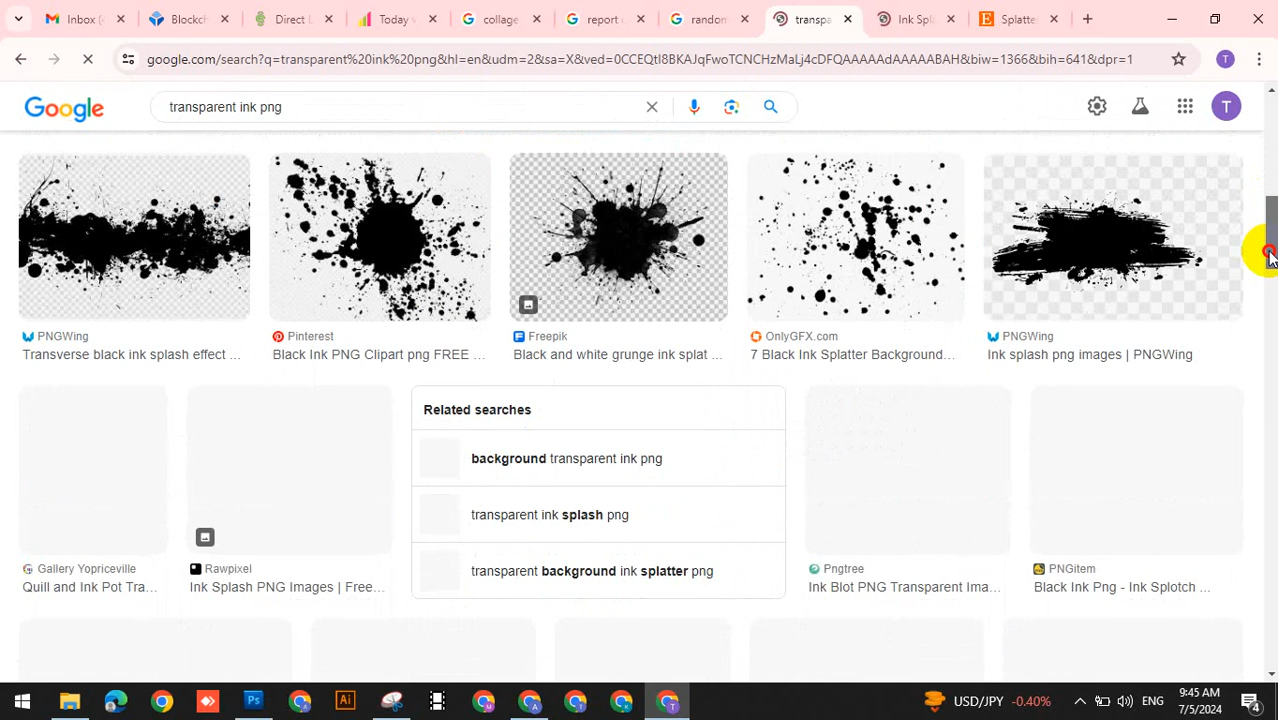 Inbox (
Blockch
Direct L
Today v
collage
report c
random
transpa
Ink Spl
Splatter
google.com/search?q=transparent%20ink%20png&hl=en&udm=2&sa=X&ved=0CCEQtI8BKAJqFwoTCNCHzMaLj4cDFQAAAAAdAAAAABAH&biw=1366&bih=641&dpr=1
T
Google
transparent ink png
T
PNGWing
Transverse black ink splash effect ...
Pinterest
Black Ink PNG Clipart png FREE ...
Freepik
Black and white grunge ink splat ...
OnlyGFX.com
7 Black Ink Splatter Background...
PNGWing
Ink splash png images | PNGWing
Related searches
background transparent ink png
transparent ink splash png
transparent background ink splatter png
Gallery Yopriceville
Quill and Ink Pot Tra...
Rawpixel
Ink Splash PNG Images | Free...
Pngtree
Ink Blot PNG Transparent Ima...
PNGitem
Black Ink Png - Ink Splotch ...
Ps
Ai
USD/JPY -0.40%
ENG
9:45 AM
7/5/2024
4